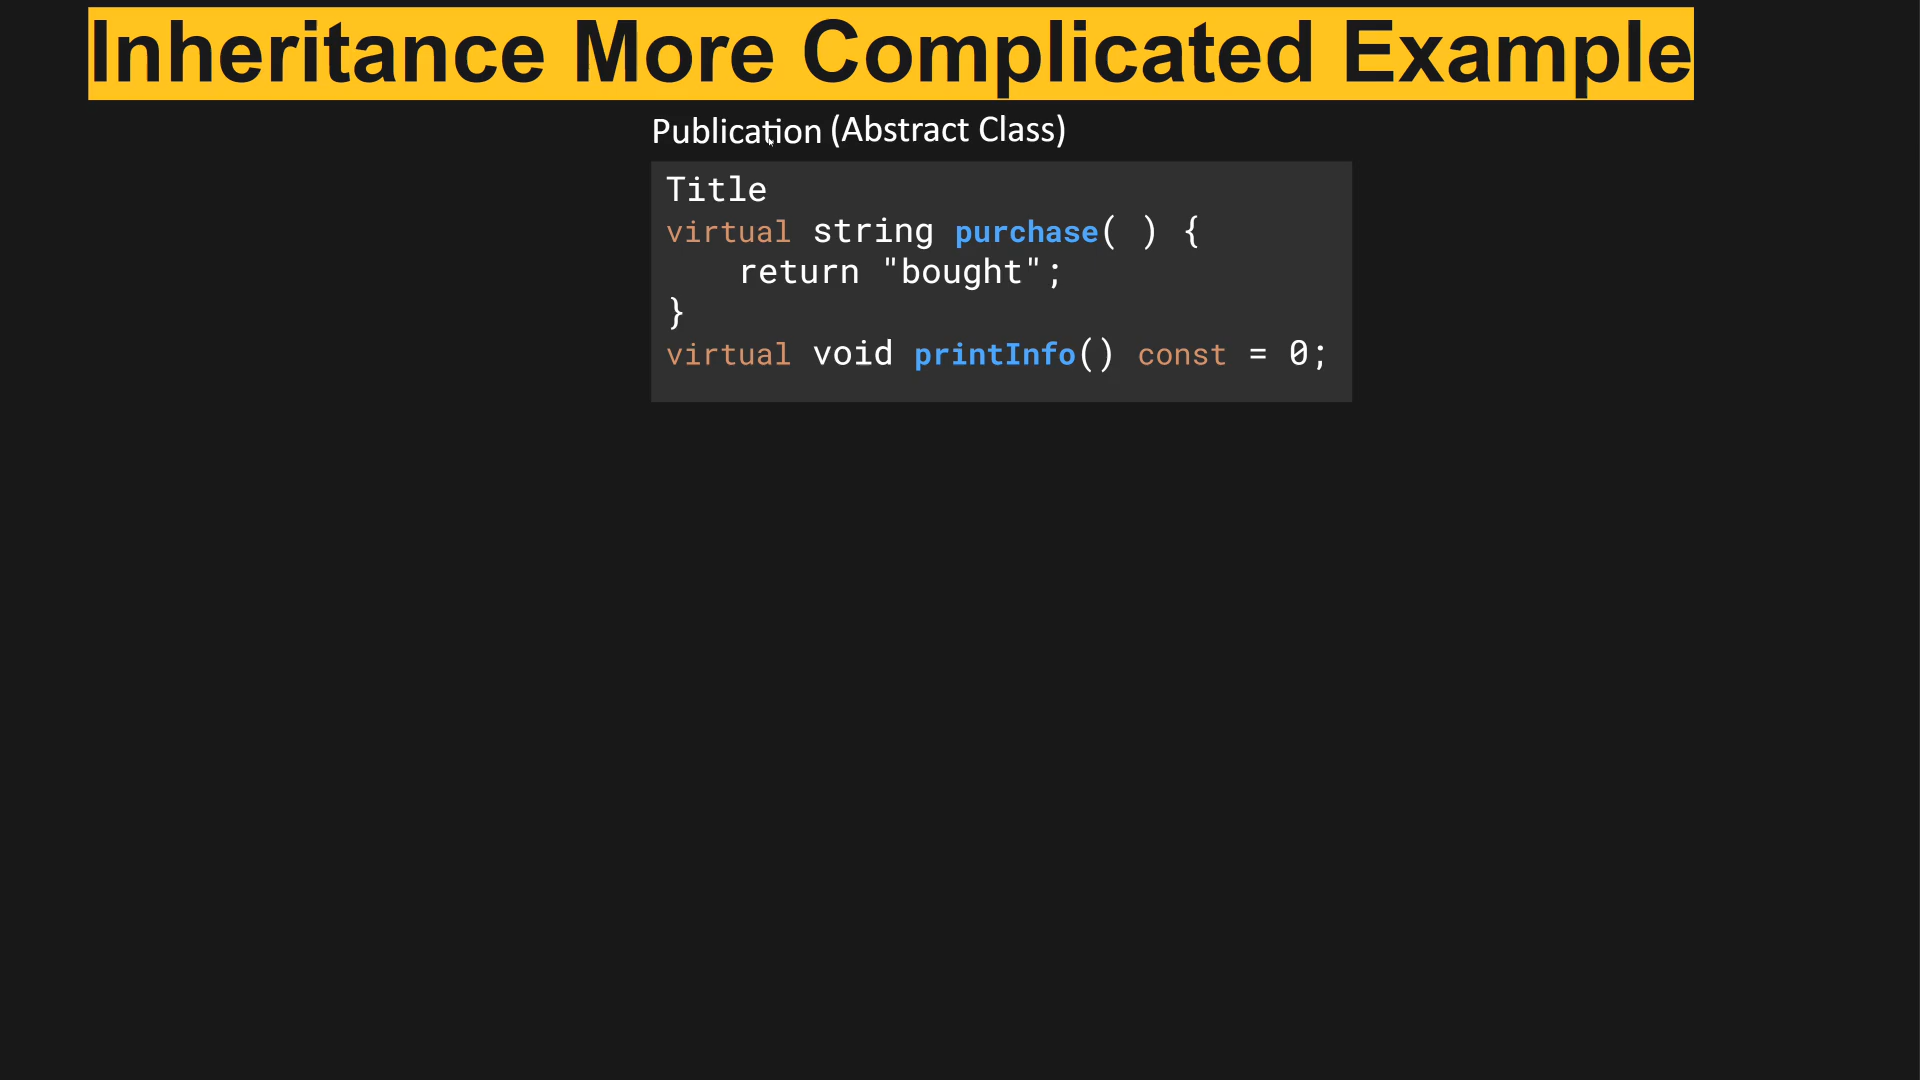 Inheritance More Complicated Example
Publication (Abstract Class)
Title
virtual string purchase( ) {
    return "bought";
}
virtual void printInfo() const = 0;